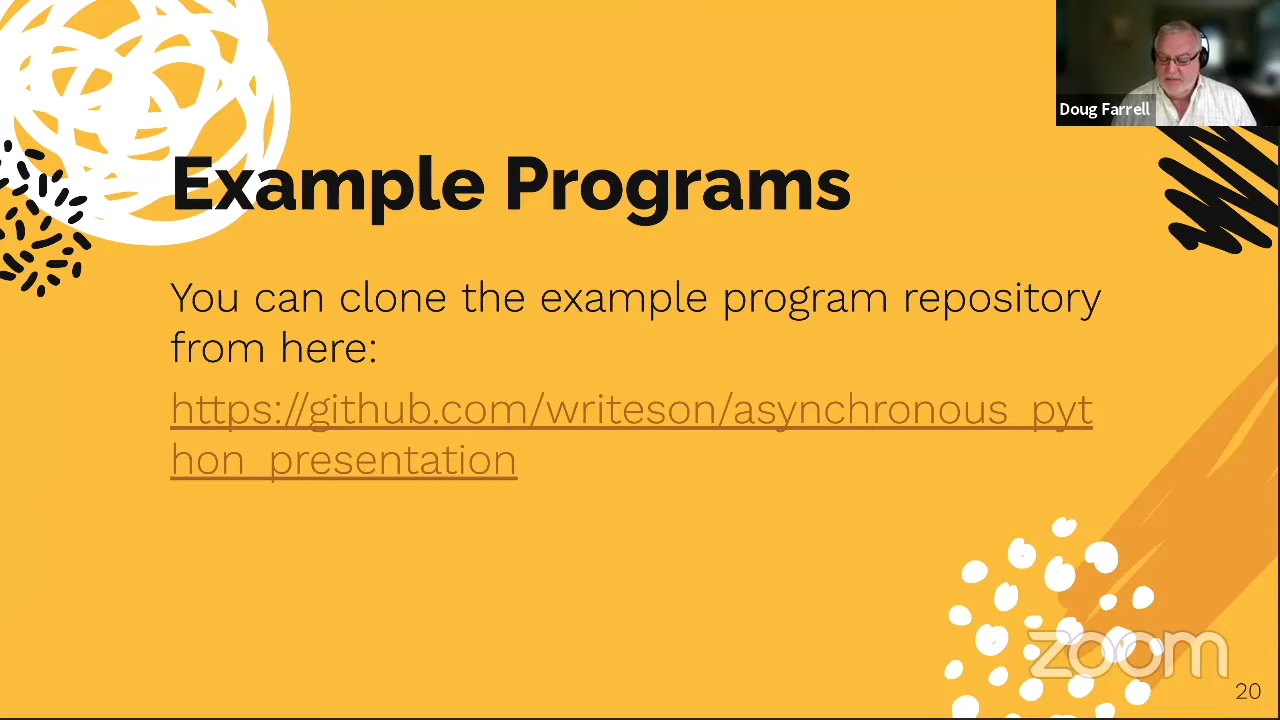 Doug Farrell
Example Programs
You can clone the example program repository
from here:
https://github.com/writeson/asynchronous_pyt
hon_presentation
zoom
20